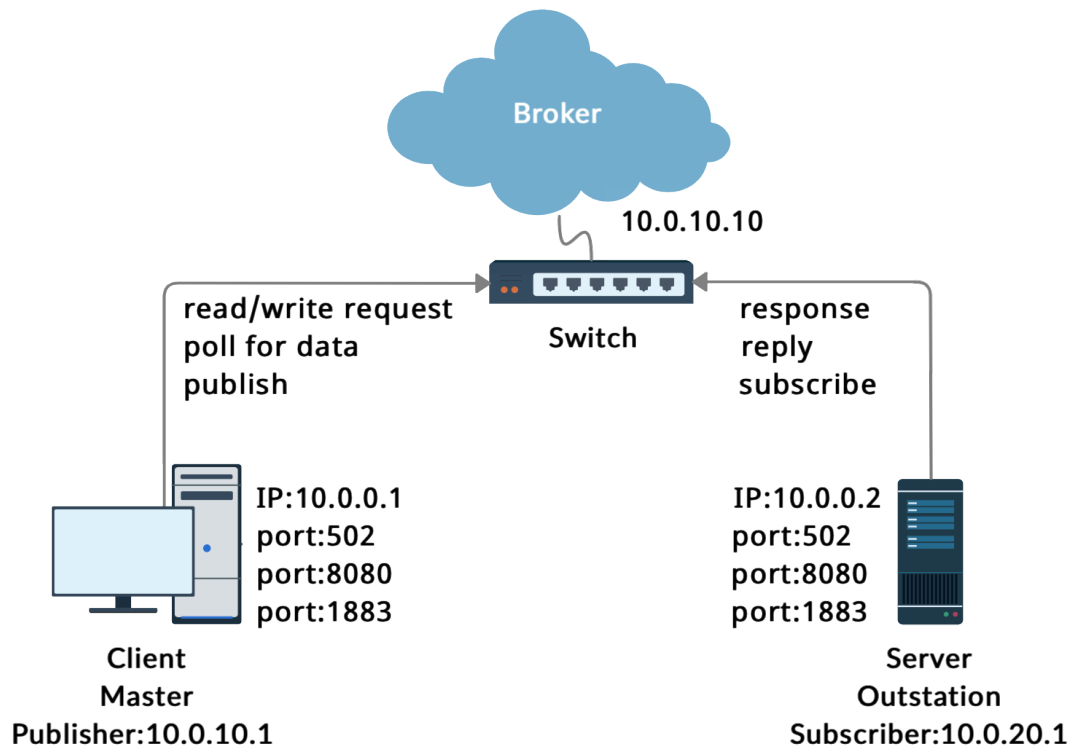 Broker
10.0.10.10
read/write request
poll for data
publish
Switch
response
reply
subscribe
IP:10.0.0.1
port:502
port:8080
port:1883
IP:10.0.0.2
port:502
port:8080
port:1883
Client
Master
Publisher:10.0.10.1
Server
Outstation
Subscriber:10.0.20.1